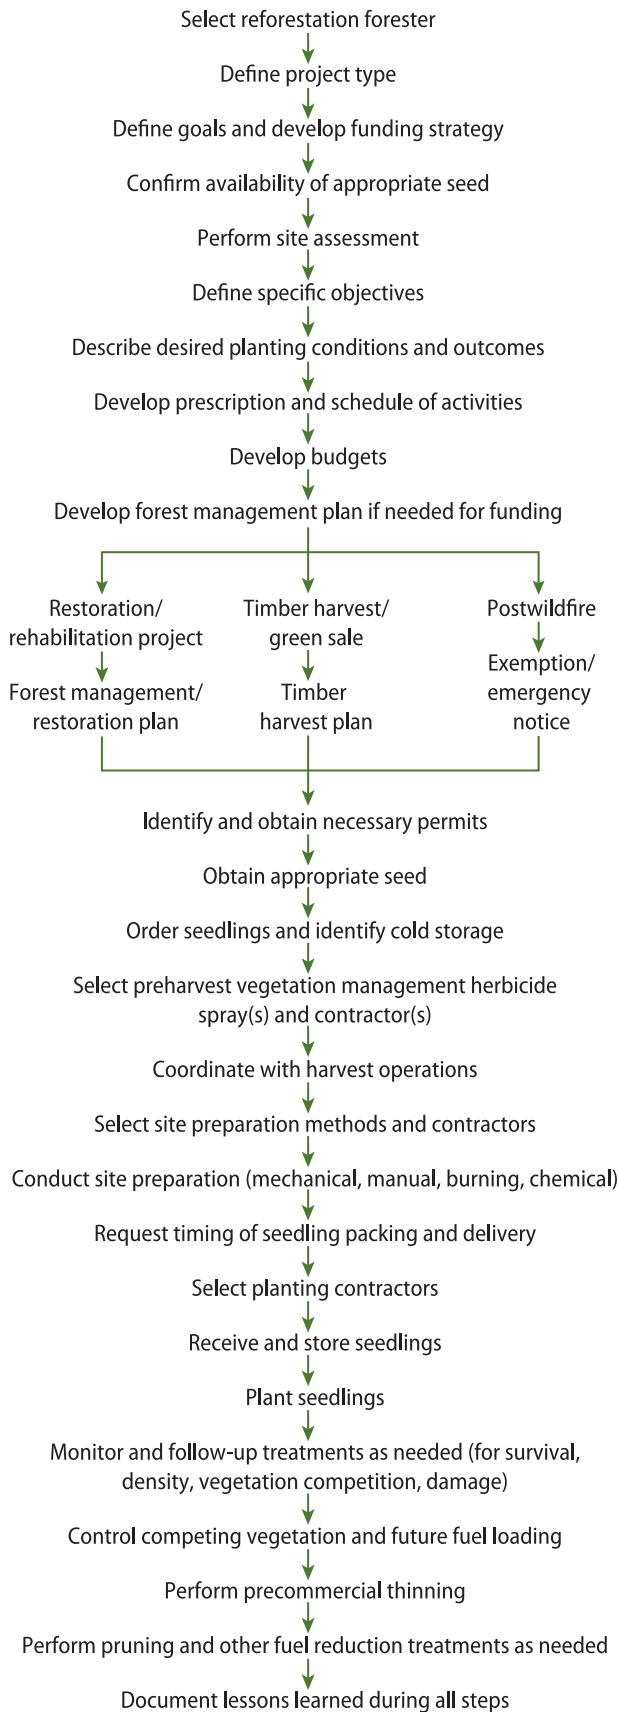 Select reforestation forester
Define project type
Define goals and develop funding strategy
Confirm availability of appropriate seed
Perform site assessment
Define specific objectives
Describe desired planting conditions and outcomes
Develop prescription and schedule of activities
Develop budgets
Develop forest management plan if needed for funding
Restoration/
rehabilitation project
Forest management/
restoration plan
Timber harvest/
green sale
Timber
harvest plan
Postwildfire
Exemption/
emergency
notice
Identify and obtain necessary permits
Obtain appropriate seed
Order seedlings and identify cold storage
Select preharvest vegetation management herbicide
spray(s) and contractor(s)
Coordinate with harvest operations
Select site preparation methods and contractors
Conduct site preparation (mechanical, manual, burning, chemical)
Request timing of seedling packing and delivery
Select planting contractors
Receive and store seedlings
Plant seedlings
Monitor and follow-up treatments as needed (for survival,
density, vegetation competition, damage)
Control competing vegetation and future fuel loading
Perform precommercial thinning
Perform pruning and other fuel reduction treatments as needed
Document lessons learned during all steps